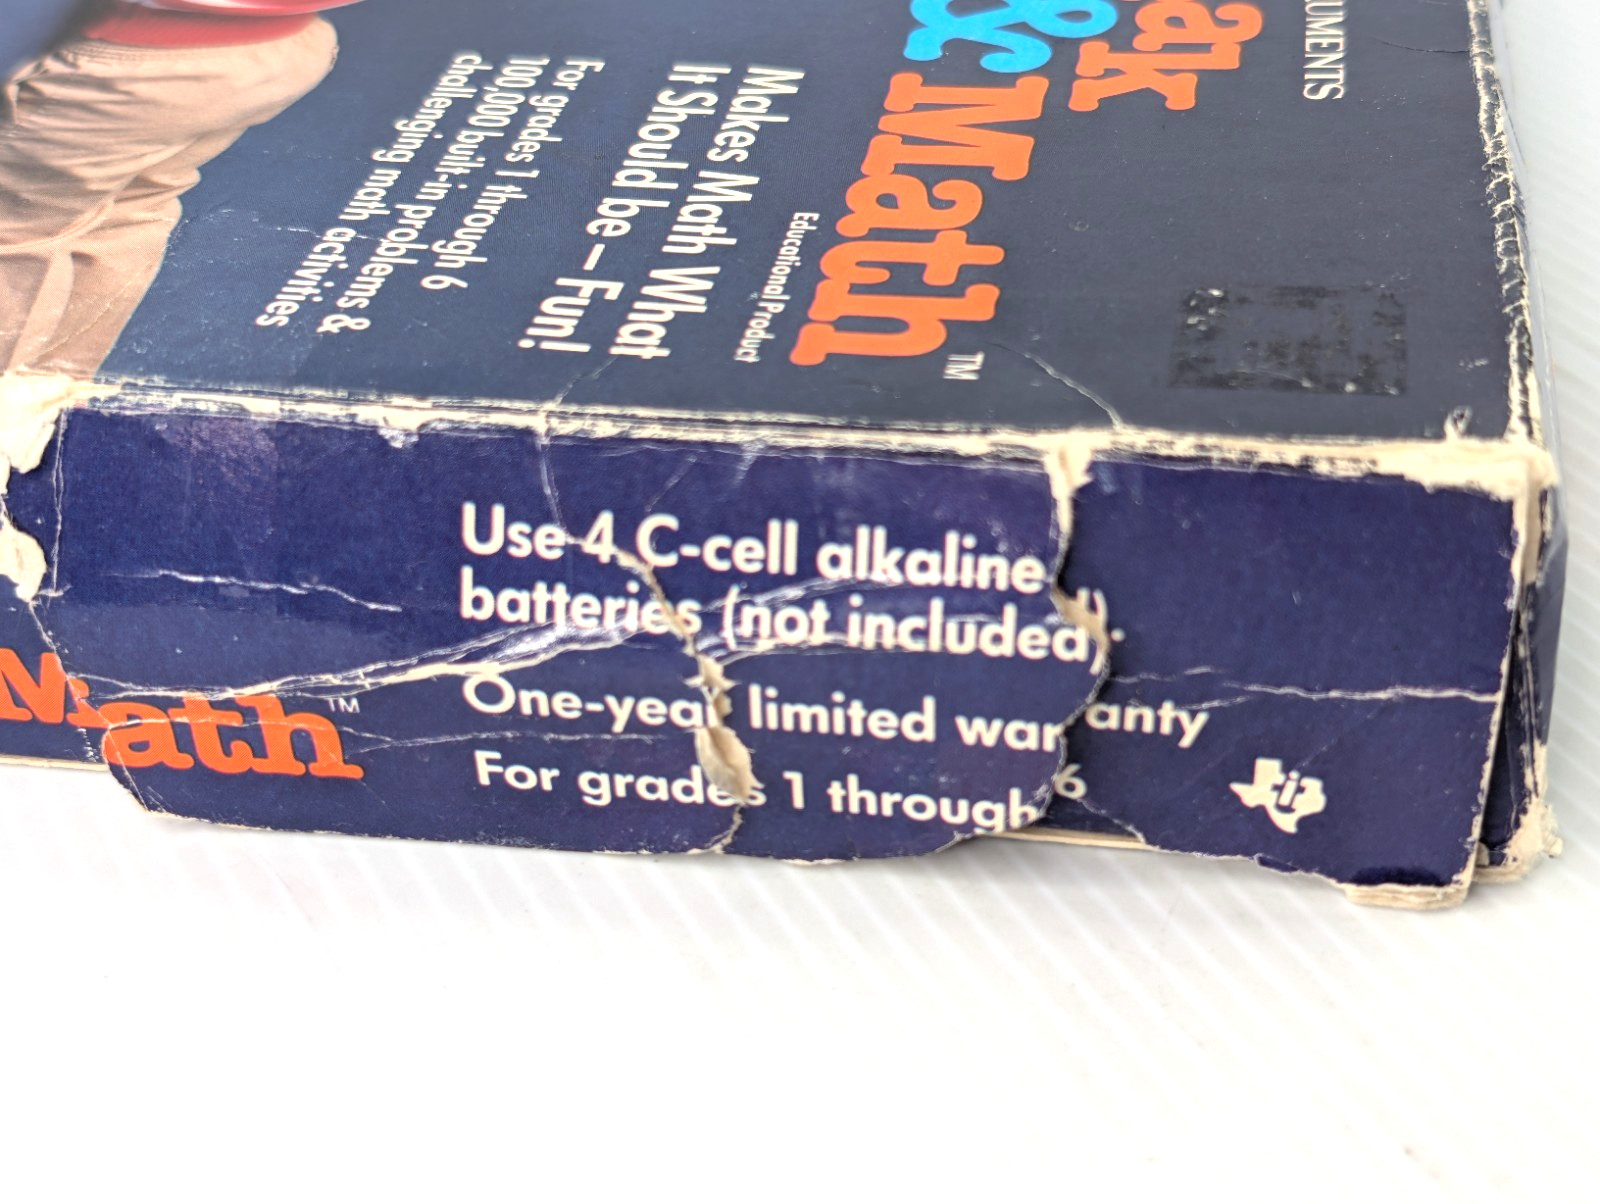 UMENTS
ak
& Math™
Educational Product
Makes Math What
It Should be – Fun!
For grades 1 through 6
100,000 built-in problems &
challenging math activities
Math™
Use 4 C-cell alkaline
batteries (not included).
One-year limited warranty
For grades 1 through 6
ti